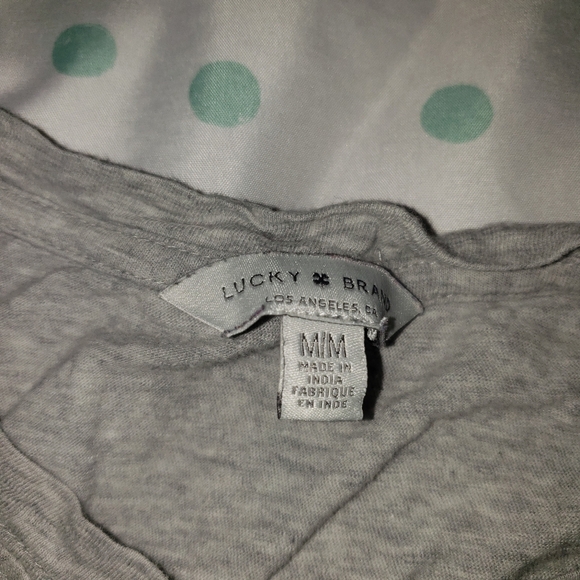 LUCKY BRAND
LOS ANGELES, CA
M/M
MADE IN
INDIA
FABRIQUE
EN INDE